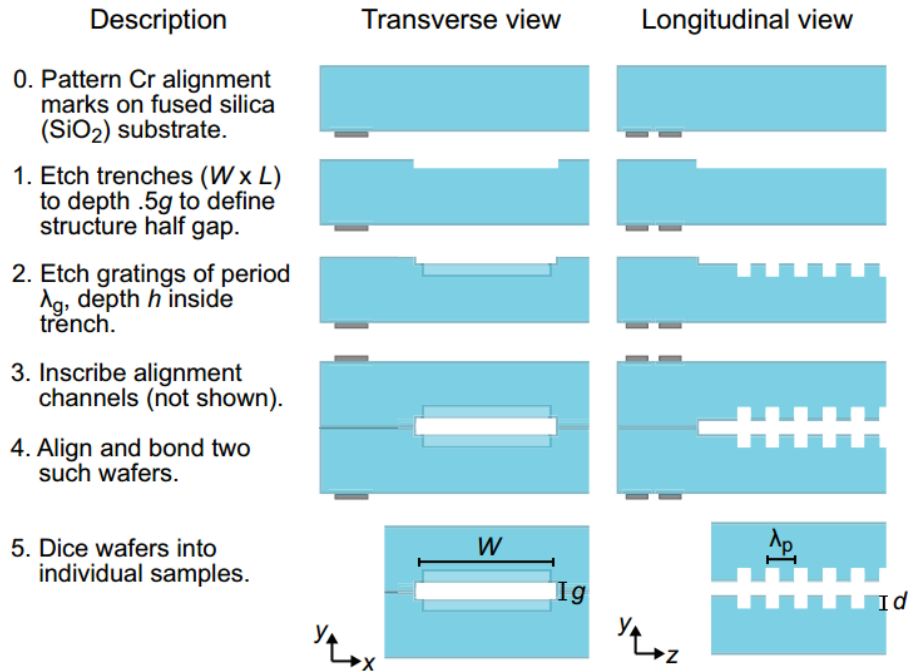 Description
Transverse view
Longitudinal view
0. Pattern Cr alignment
marks on fused silica
(SiO₂) substrate.
1. Etch trenches (W x L)
to depth .5g to define
structure half gap.
2. Etch gratings of period
λg, depth h inside
trench.
3. Inscribe alignment
channels (not shown).
4. Align and bond two
such wafers.
5. Dice wafers into
individual samples.
W
g
λp
d
y
x
y
z